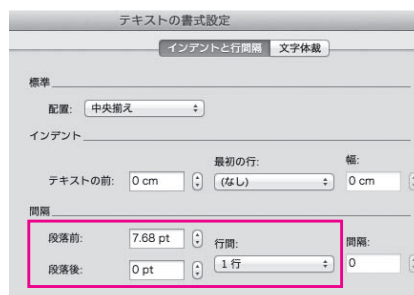 テキストの書式設定
インデントと行間隔 文字体裁
標準
配置: 中央揃え
インデント
最初の行: 幅:
テキストの前: 0 cm (なし) 0 cm
間隔
段落前: 7.68 pt 行間: 間隔:
段落後: 0 pt 1 行 0